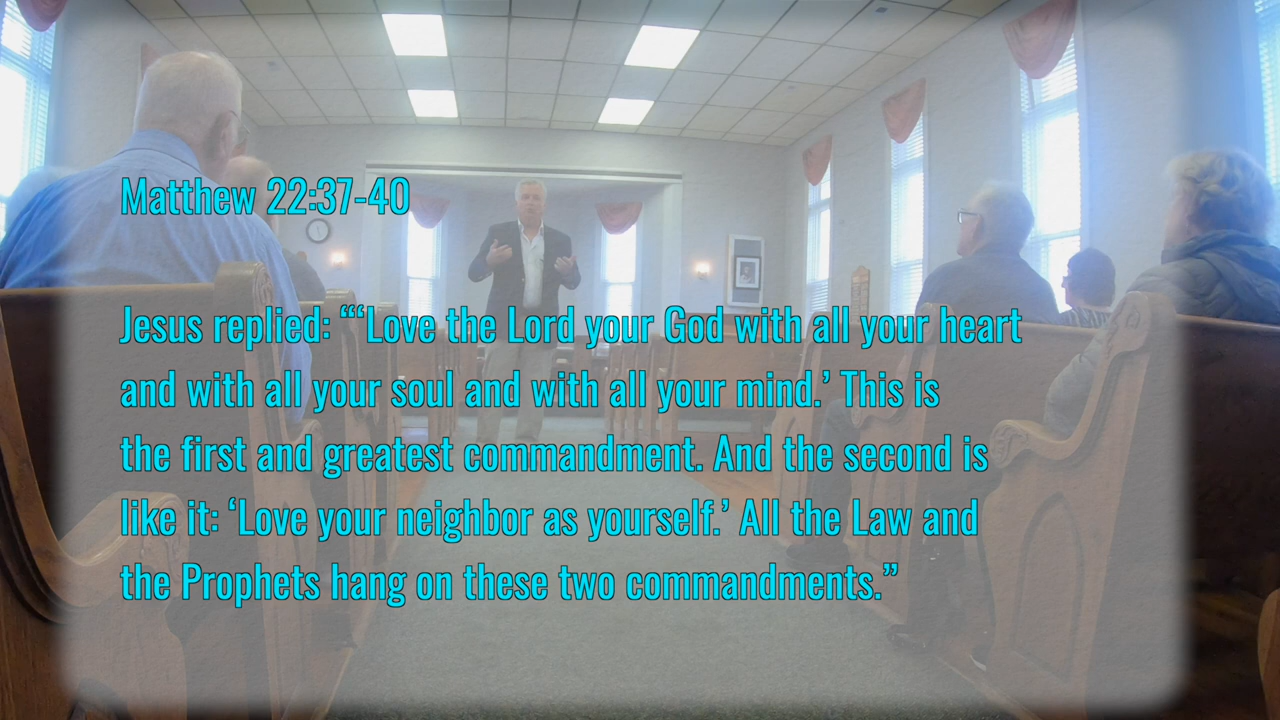 Matthew 22:37-40
Jesus replied: “‘Love the Lord your God with all your heart
and with all your soul and with all your mind.’ This is
the first and greatest commandment. And the second is
like it: ‘Love your neighbor as yourself.’ All the Law and
the Prophets hang on these two commandments.”